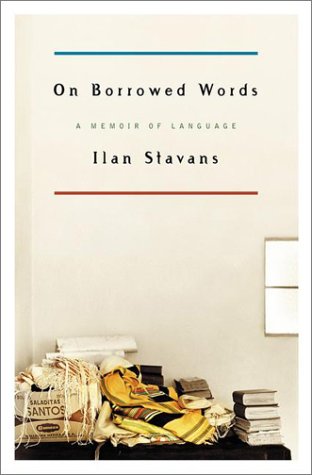 On Borrowed Words
A MEMOIR OF LANGUAGE
Ilan Stavans
SALADITAS
SANTOS